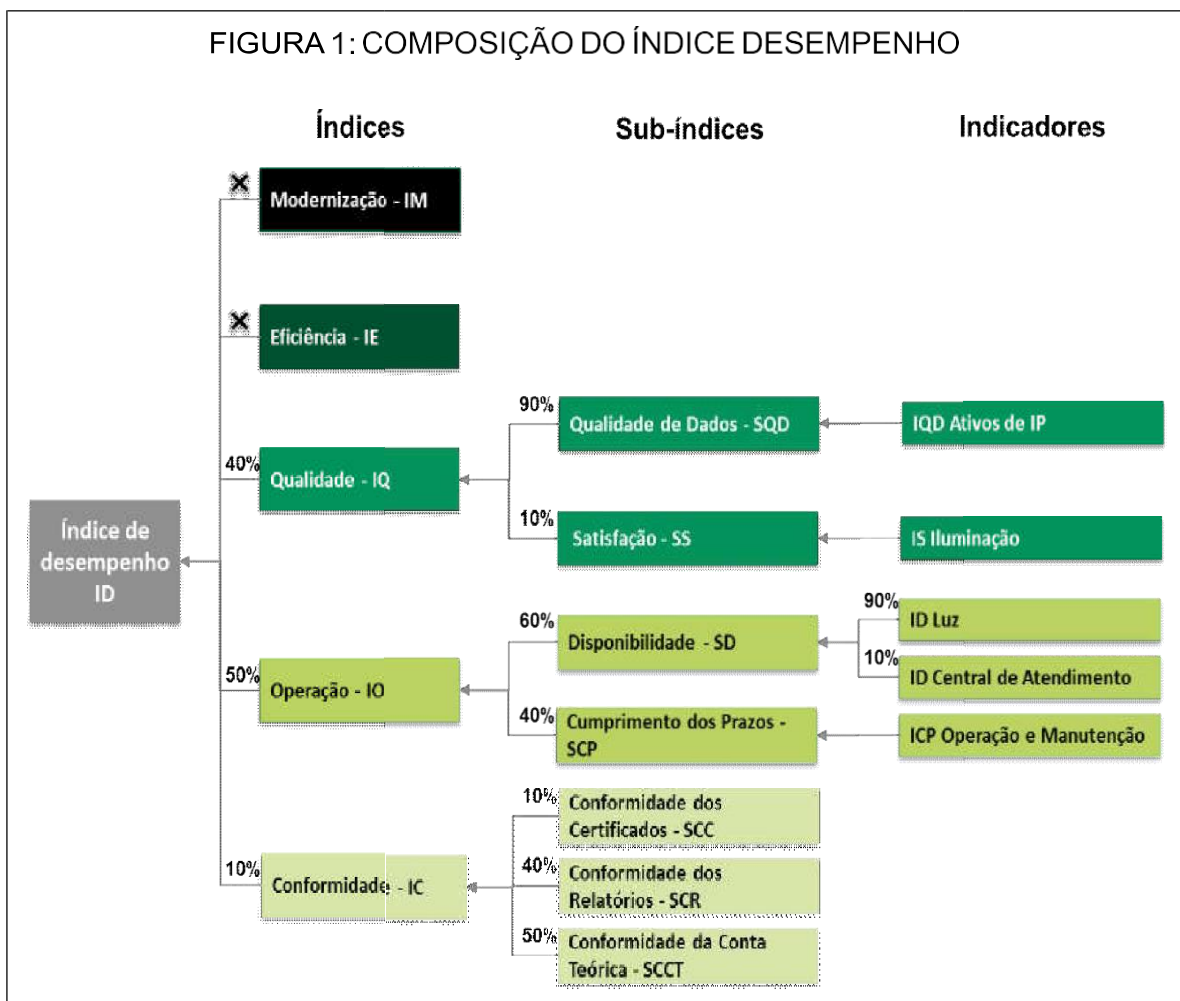 FIGURA 1: COMPOSIÇÃO DO ÍNDICE DESEMPENHO
Índices
Sub-índices
Indicadores
×
Modernização - IM
×
Eficiência - IE
40%
Qualidade - IQ
90%
Qualidade de Dados - SQD
IQD Ativos de IP
10%
Satisfação - SS
IS Iluminação
Índice de
desempenho
ID
50%
Operação - IO
60%
Disponibilidade - SD
90%
ID Luz
10%
ID Central de Atendimento
40%
Cumprimento dos Prazos -
SCP
ICP Operação e Manutenção
10%
Conformidade - IC
10%
Conformidade dos
Certificados - SCC
40%
Conformidade dos
Relatórios - SCR
50%
Conformidade da Conta
Teórica - SCCT